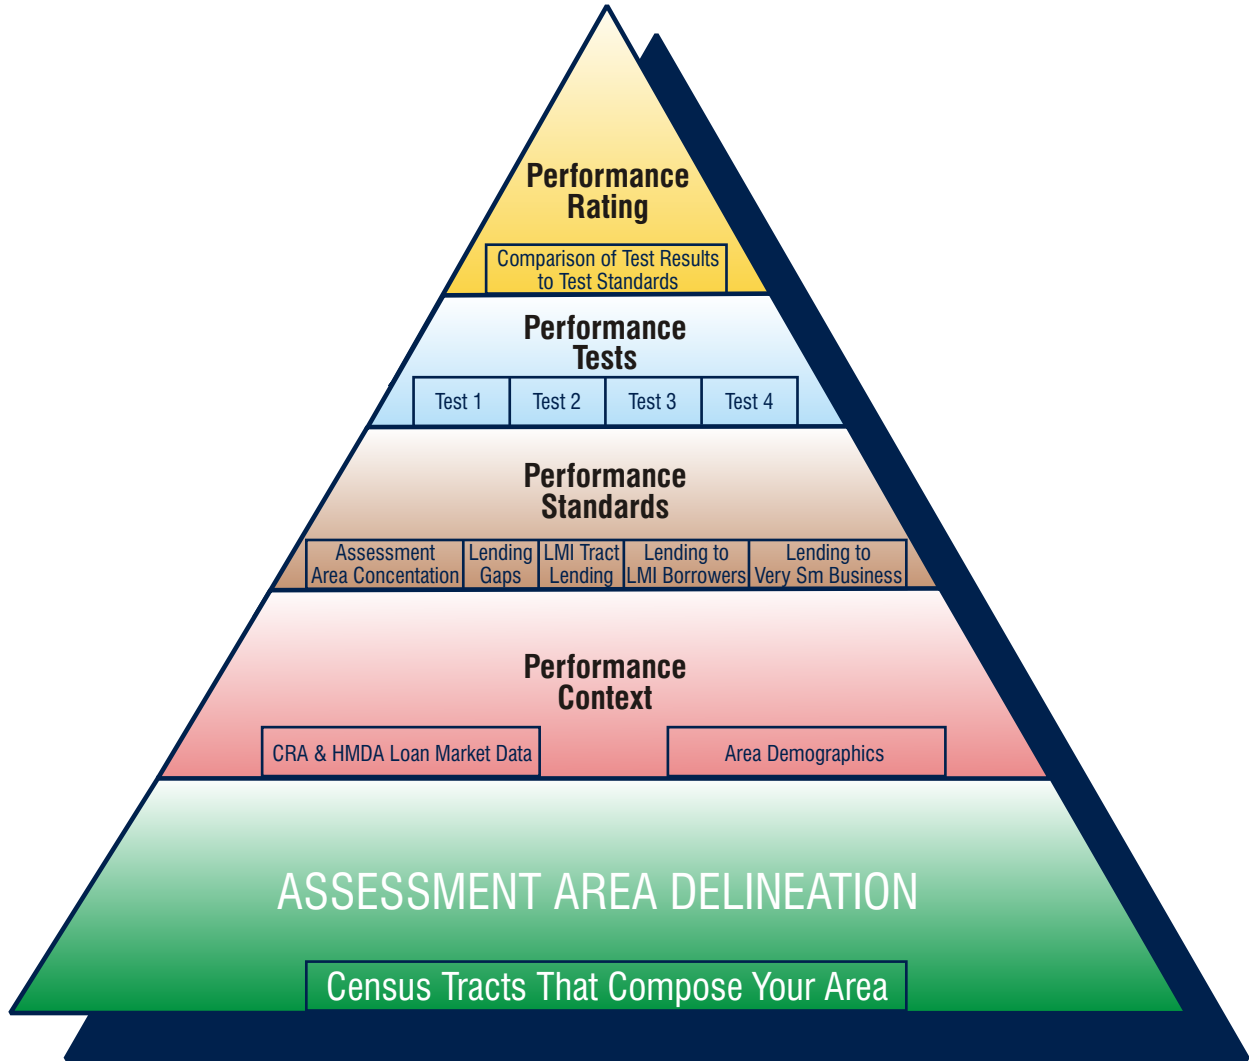 Performance
Rating
Comparison of Test Results
to Test Standards
Performance
Tests
Test 1
Test 2
Test 3
Test 4
Performance
Standards
Assessment
Area Concentation
Lending
Gaps
LMI Tract
Lending
Lending to
LMI Borrowers
Lending to
Very Sm Business
Performance
Context
CRA & HMDA Loan Market Data
Area Demographics
ASSESSMENT AREA DELINEATION
Census Tracts That Compose Your Area